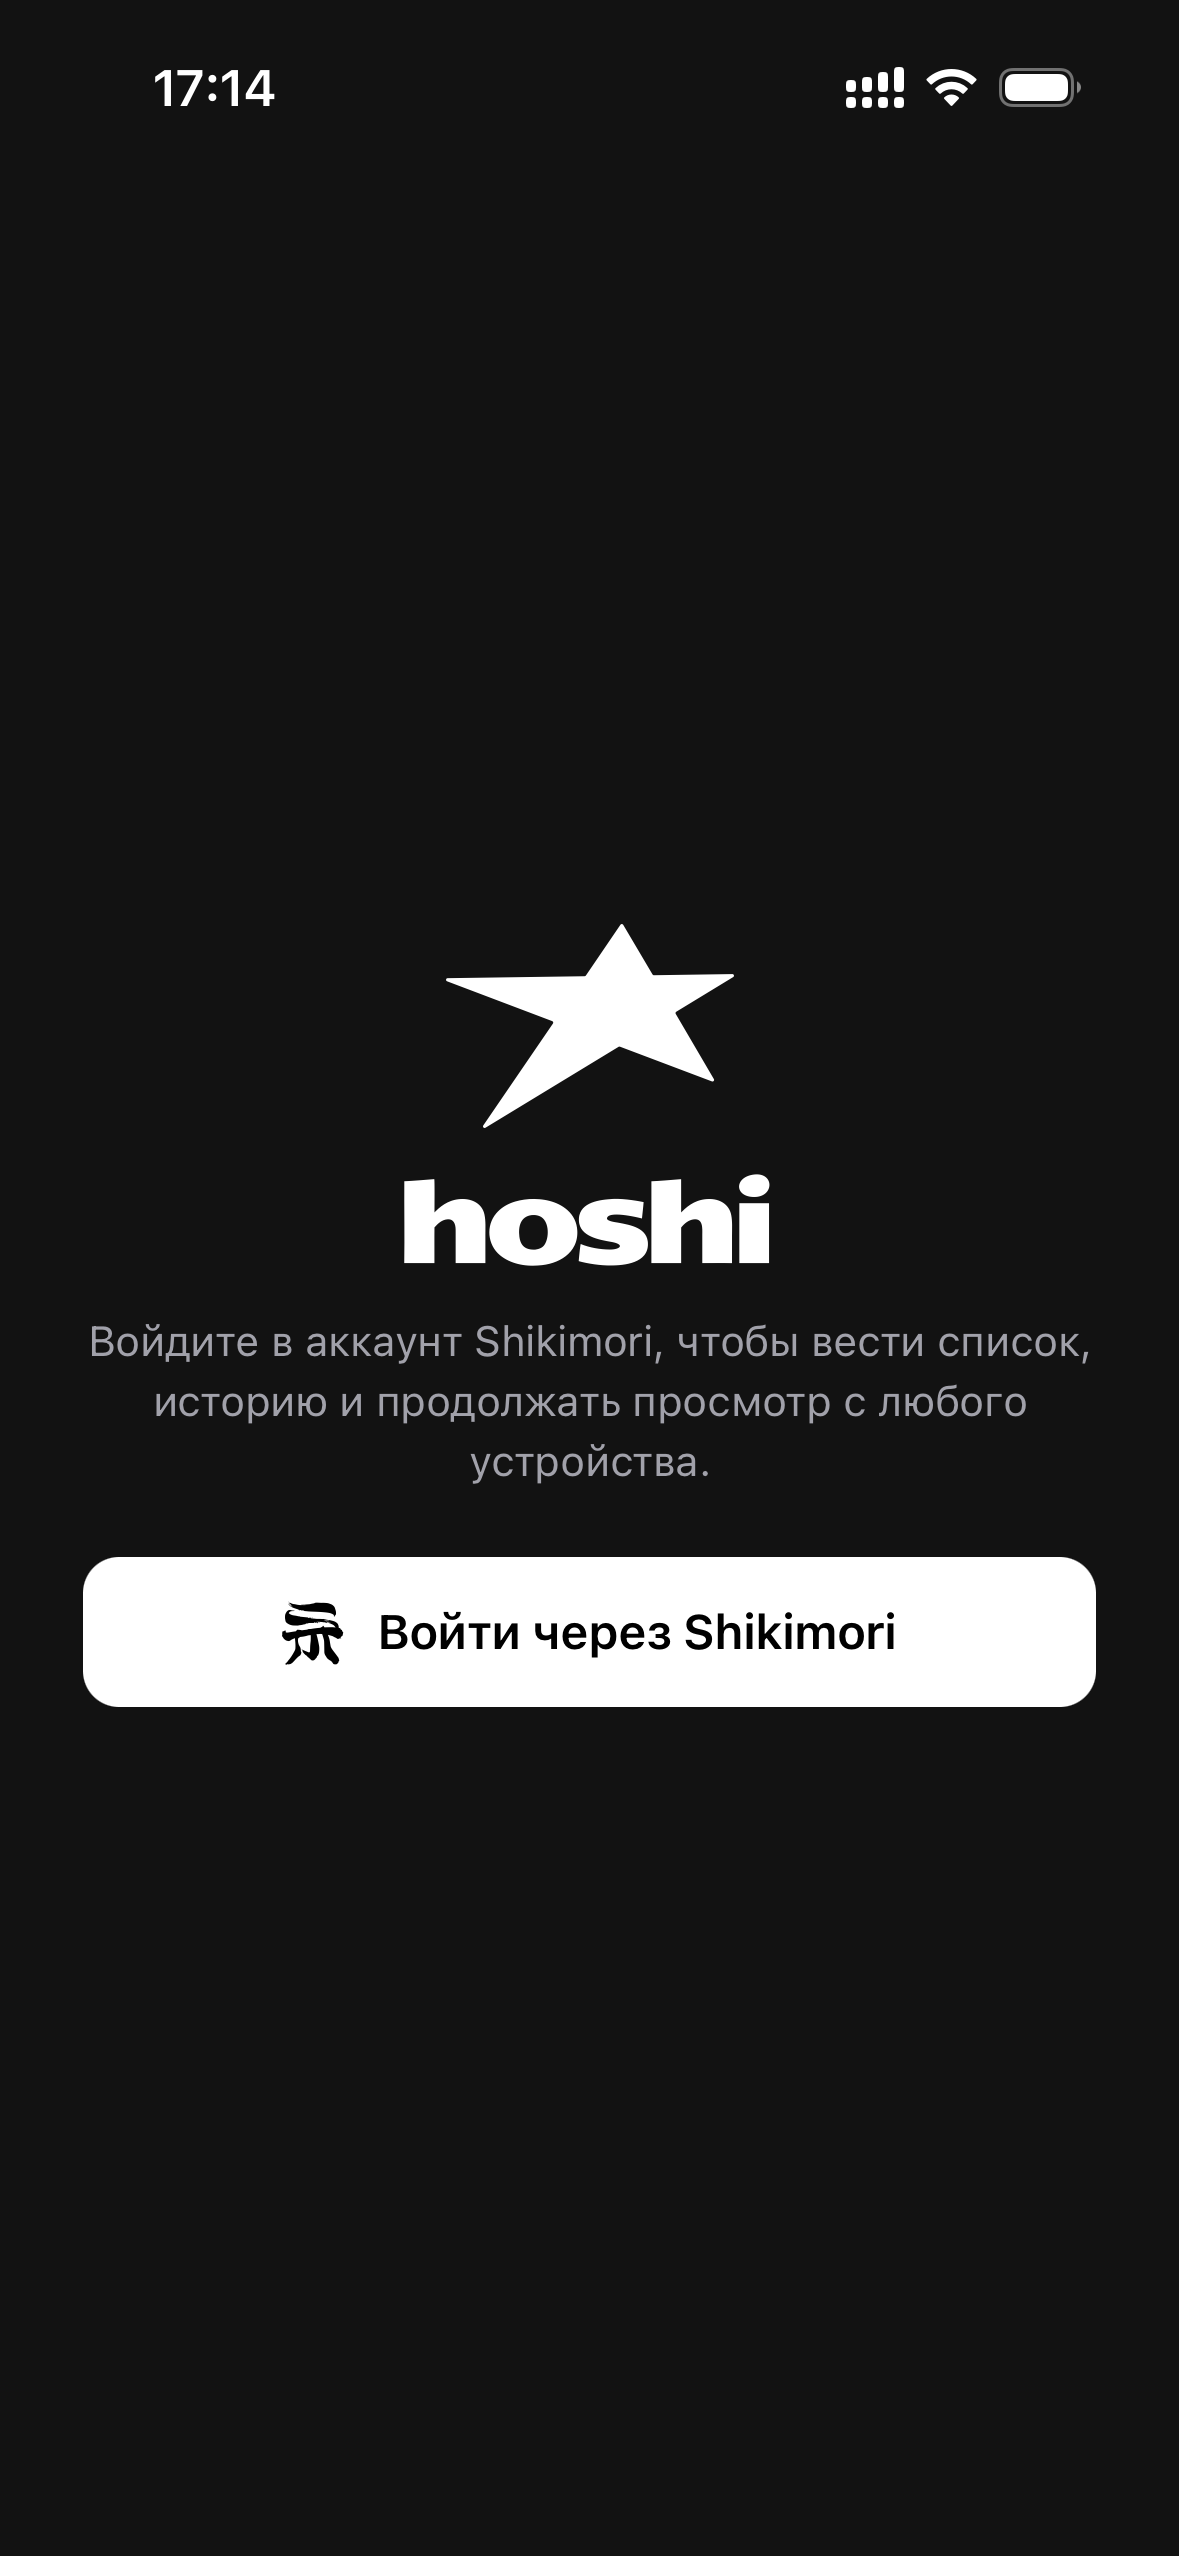 17:14
hoshi
Войдите в аккаунт Shikimori, чтобы вести список,
историю и продолжать просмотр с любого
устройства.
Войти через Shikimori